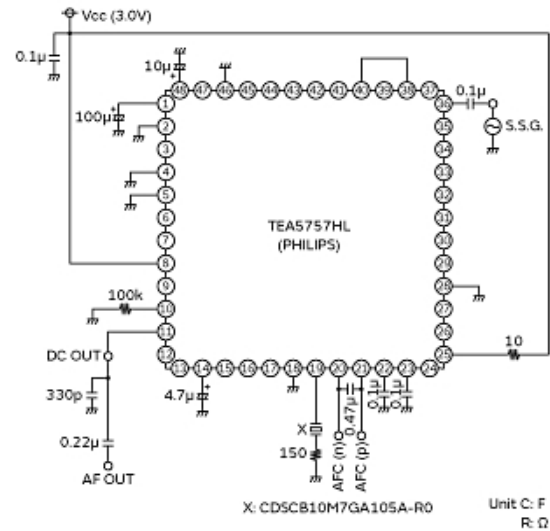 Vcc (3.0V)
0.1μ
10μ
+
48 47 46 45 44 43 42 41 40 39 38 37
100μ
+
1
2
3
4
5
6
7
8
9
10
11
12
36
35
34
33
32
31
30
29
28
27
26
25
0.1μ
S.S.G.
TEA5757HL
(PHILIPS)
100k
10
DC OUT
330p
0.22μ
AF OUT
13 14 15 16 17 18 19 20 21 22 23 24
4.7μ
+
X
150
0.47μ
0.1μ
0.1μ
AFC (n)
AFC (p)
X: CDSCB10M7GA105A-R0
Unit C: F
R: Ω